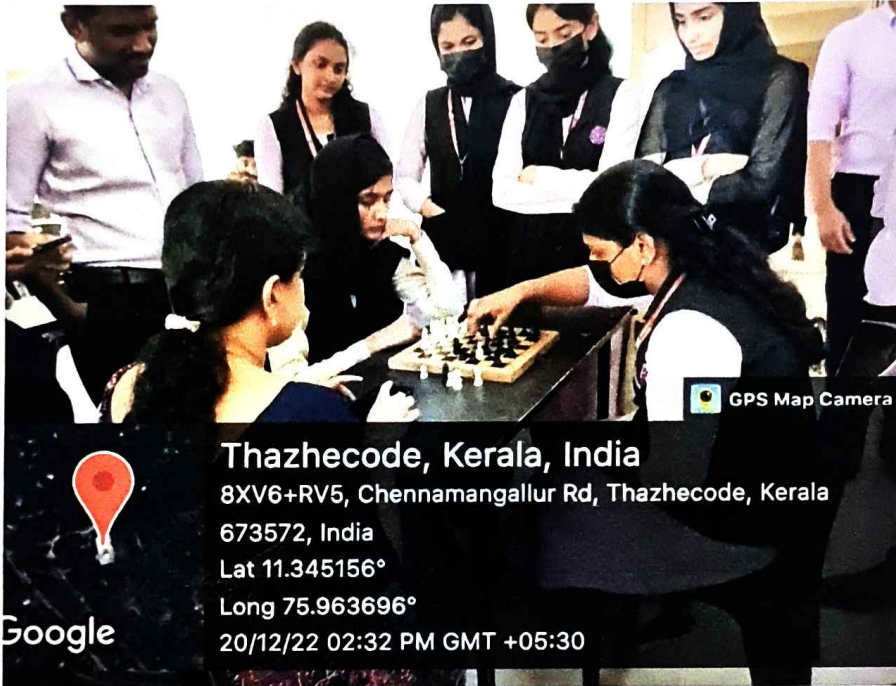 GPS Map Camera
Thazhecode, Kerala, India
8XV6+RV5, Chennamangallur Rd, Thazhecode, Kerala
673572, India
Lat 11.345156°
Long 75.963696°
20/12/22 02:32 PM GMT +05:30
Google